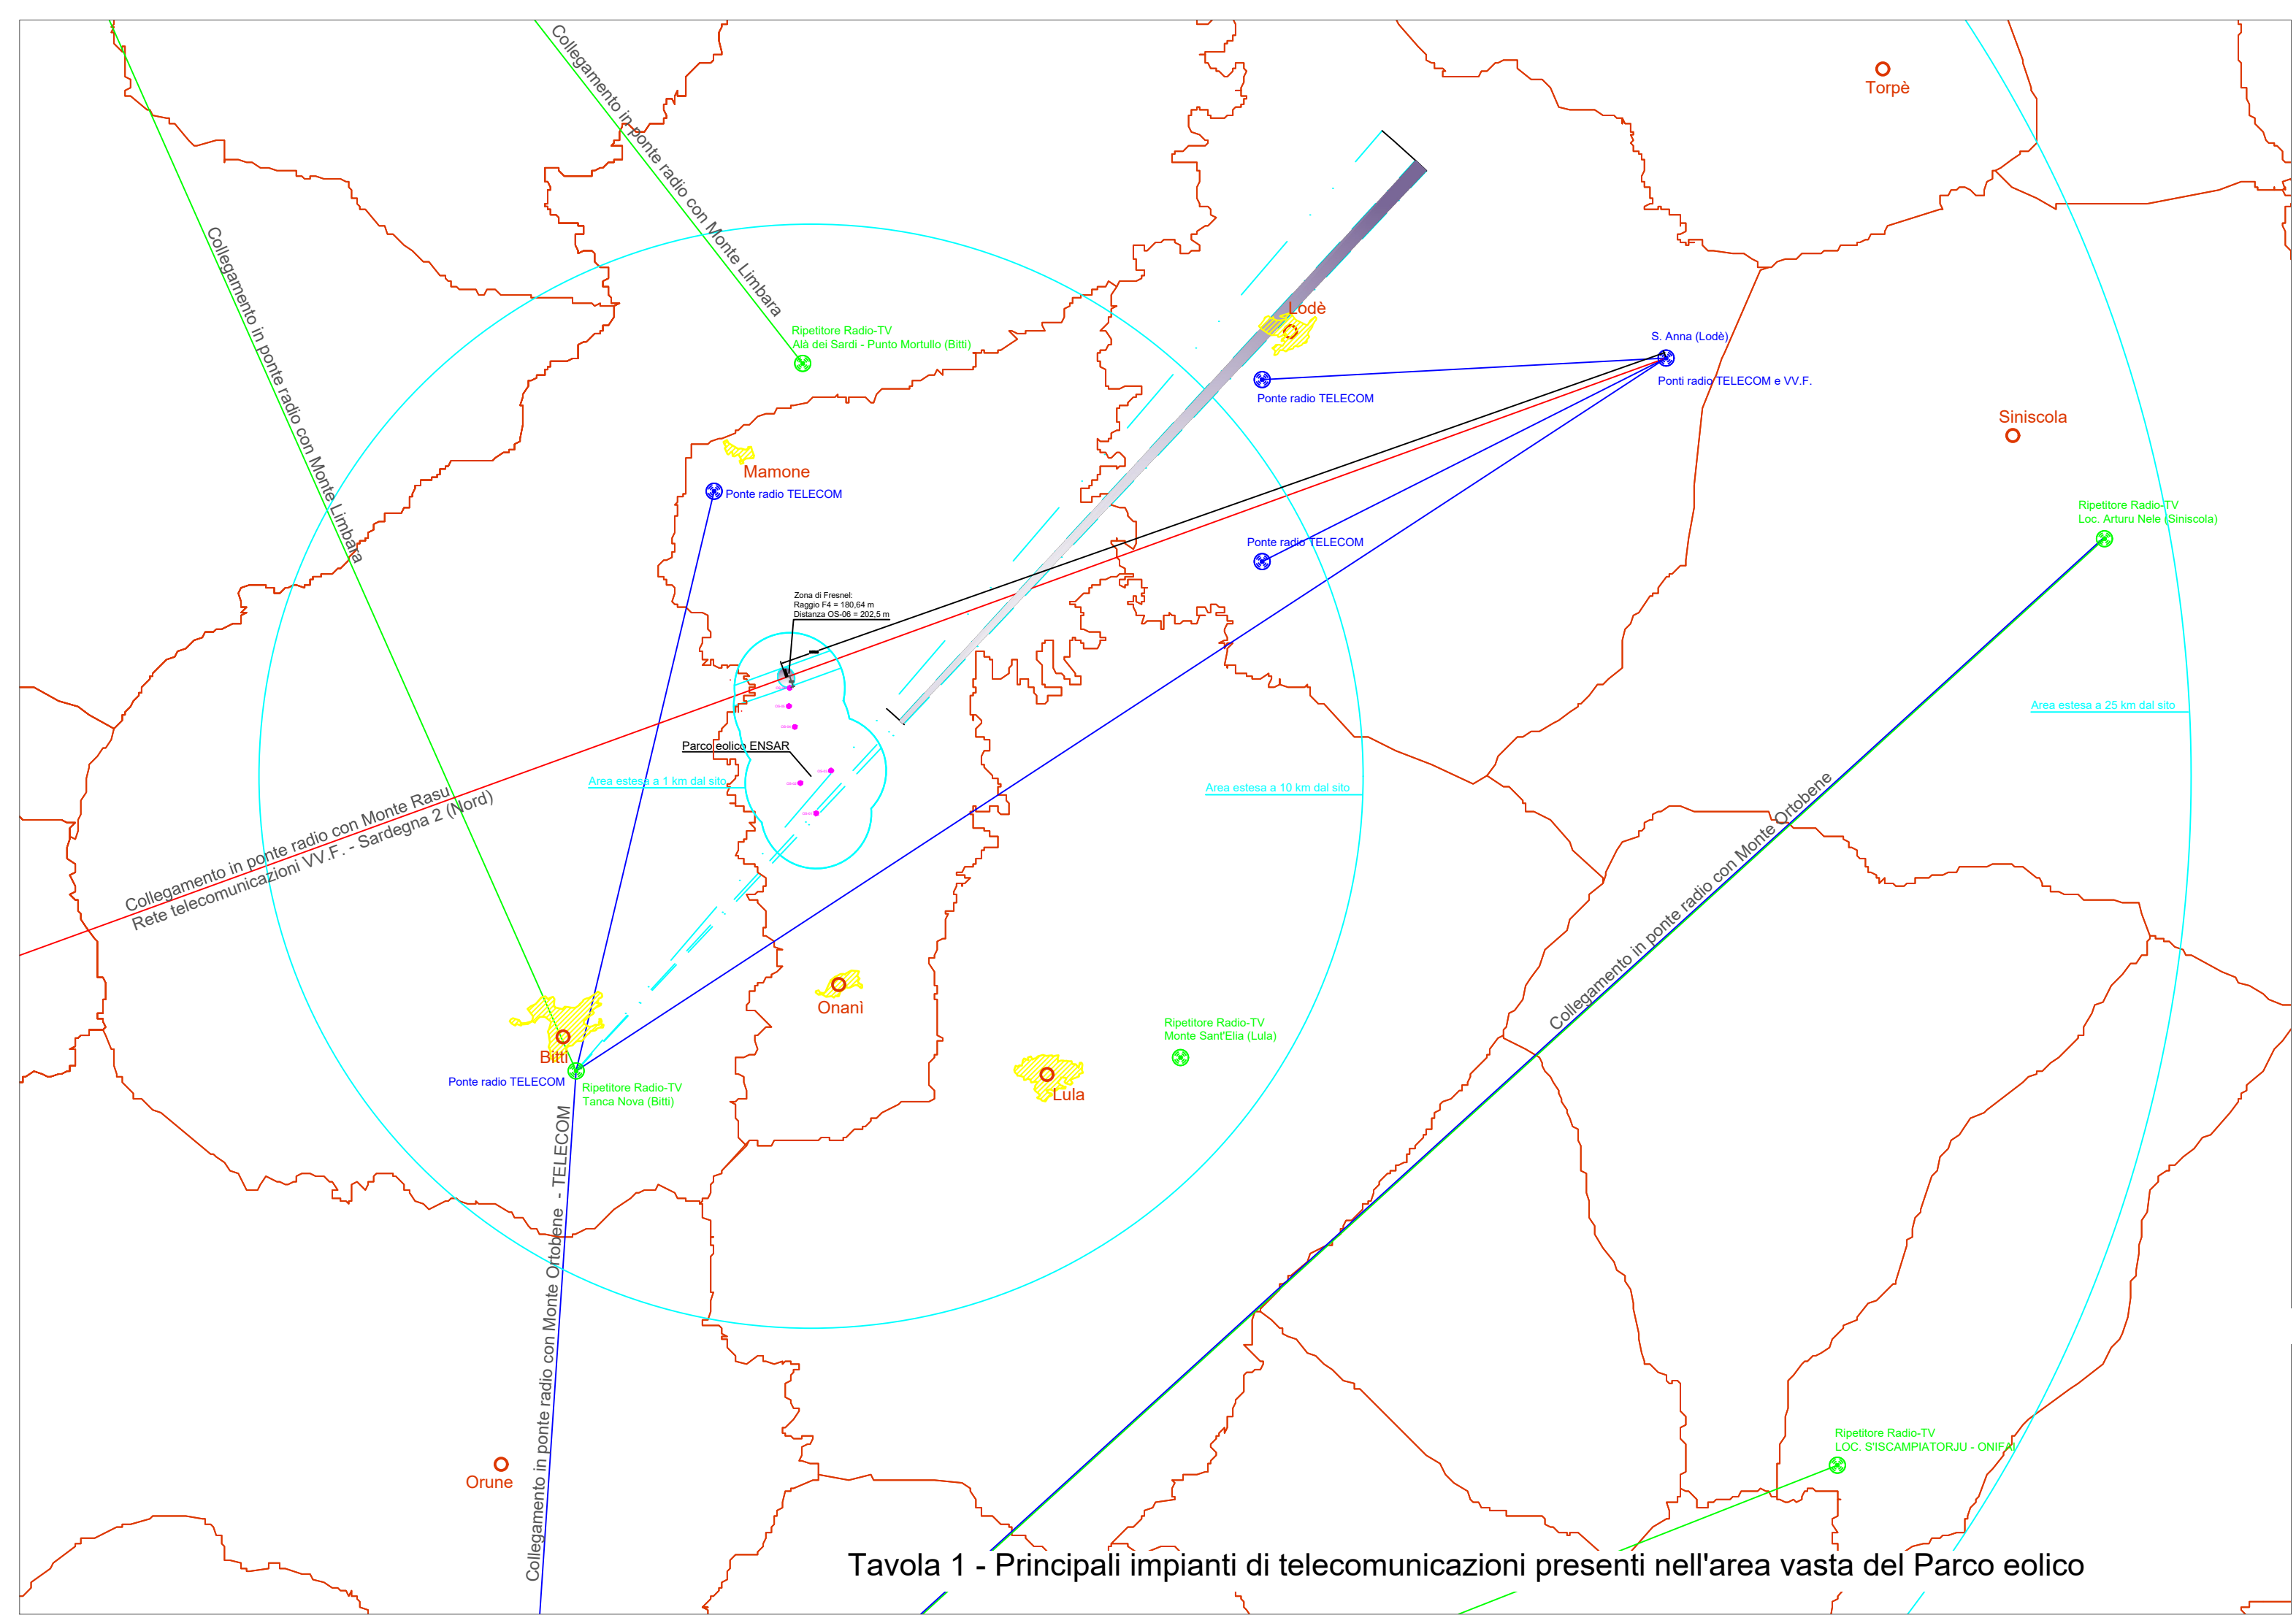 Collegamento in ponte radio con Monte Limbara
Torpè
Collegamento in ponte radio con Monte Limbara
Lodè
Ripetitore Radio-TV
Alà dei Sardi - Punto Mortullo (Bitti)
S. Anna (Lodè)
Ponti radio TELECOM e VV.F.
Ponte radio TELECOM
Siniscola
Mamone
Ponte radio TELECOM
Ripetitore Radio-TV
Loc. Arturu Nele (Siniscola)
Ponte radio TELECOM
Zona di Fresnel:
Raggio F4 = 180,64 m
Distanza OS-06 = 202,5 m
Area estesa a 25 km dal sito
Parco eolico ENSAR
Area estesa a 1 km dal sito
Area estesa a 10 km dal sito
Collegamento in ponte radio con Monte Rasu
Rete telecomunicazioni VV.F. - Sardegna 2 (Nord)
Collegamento in ponte radio con Monte Ortobene
Onanì
Ripetitore Radio-TV
Monte Sant'Elia (Lula)
Bitti
Ponte radio TELECOM
Ripetitore Radio-TV
Tanca Nova (Bitti)
Lula
Collegamento in ponte radio con Monte Ortobene - TELECOM
Ripetitore Radio-TV
LOC. S'ISCAMPIATORJU - ONIFAI
Orune
Tavola 1 - Principali impianti di telecomunicazioni presenti nell'area vasta del Parco eolico